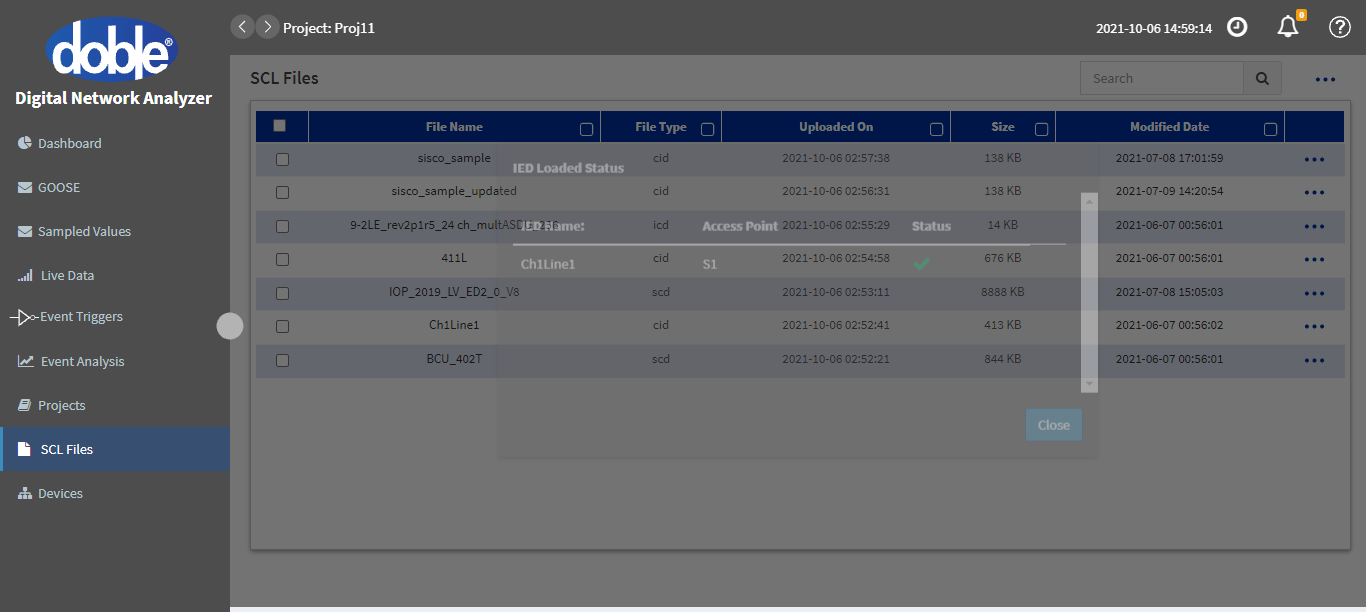 doble®
Digital Network Analyzer
Project: Proj11
2021-10-06 14:59:14
0
Dashboard
GOOSE
Sampled Values
Live Data
Event Triggers
Event Analysis
Projects
SCL Files
Devices
SCL Files
Search
File Name File Type Uploaded On Size Modified Date
sisco_sample cid 2021-10-06 02:57:38 138 KB 2021-07-08 17:01:59
sisco_sample_updated cid 2021-10-06 02:56:31 138 KB 2021-07-09 14:20:54
9-2LE_rev2p1r5_24 icd 2021-10-06 02:55:29 14 KB 2021-06-07 00:56:01
411L cid 2021-10-06 02:54:58 676 KB 2021-06-07 00:56:01
IOP_2019_LV_ED2_0_V8 scd 2021-10-06 02:53:11 8888 KB 2021-07-08 15:05:03
Ch1Line1 cid 2021-10-06 02:52:41 413 KB 2021-06-07 00:56:02
BCU_402T scd 2021-10-06 02:52:21 844 KB 2021-06-07 00:56:01
IED Loaded Status
IED Name: Access Point Status
Ch1Line1 S1
Close